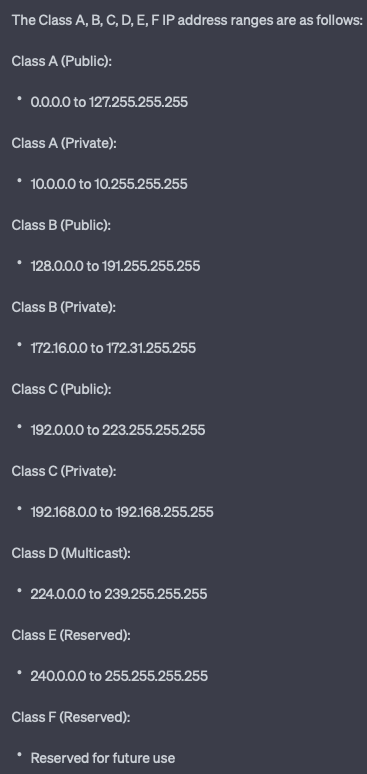 The Class A, B, C, D, E, F IP address ranges are as follows:
Class A (Public):
• 0.0.0.0 to 127.255.255.255
Class A (Private):
• 10.0.0.0 to 10.255.255.255
Class B (Public):
• 128.0.0.0 to 191.255.255.255
Class B (Private):
• 172.16.0.0 to 172.31.255.255
Class C (Public):
• 192.0.0.0 to 223.255.255.255
Class C (Private):
• 192.168.0.0 to 192.168.255.255
Class D (Multicast):
• 224.0.0.0 to 239.255.255.255
Class E (Reserved):
• 240.0.0.0 to 255.255.255.255
Class F (Reserved):
• Reserved for future use